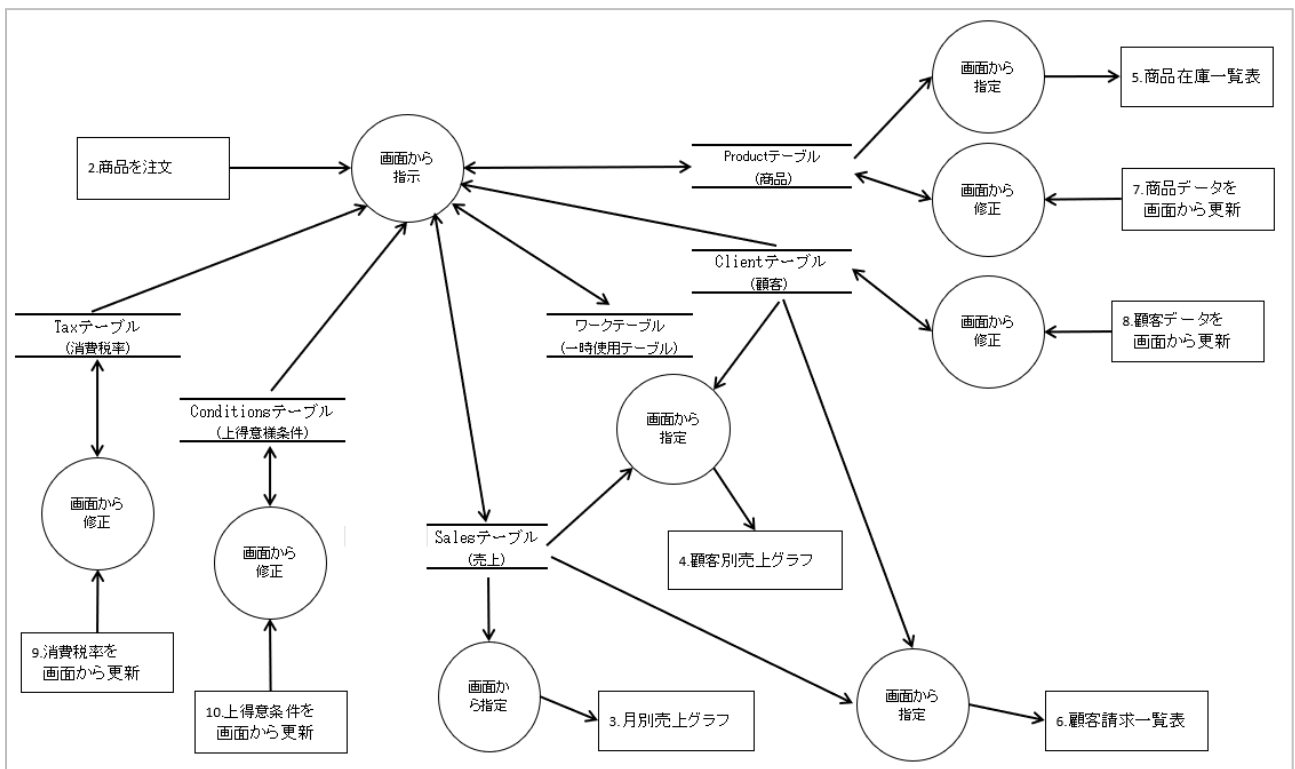 画面から
指定
5.商品在庫一覧表
2.商品を注文
画面から
指示
Productテーブル
(商品)
画面から
修正
7.商品データを
画面から更新
Clientテーブル
(顧客)
画面から
修正
8.顧客データを
画面から更新
Taxテーブル
(消費税率)
ワークテーブル
(一時使用テーブル)
Conditionsテーブル
(上得意様条件)
画面から
指定
画面から
修正
画面から
修正
Salesテーブル
(売上)
4.顧客別売上グラフ
9.消費税率を
画面から更新
10.上得意条件を
画面から更新
画面か
ら指定
3.月別売上グラフ
画面から
指定
6.顧客請求一覧表